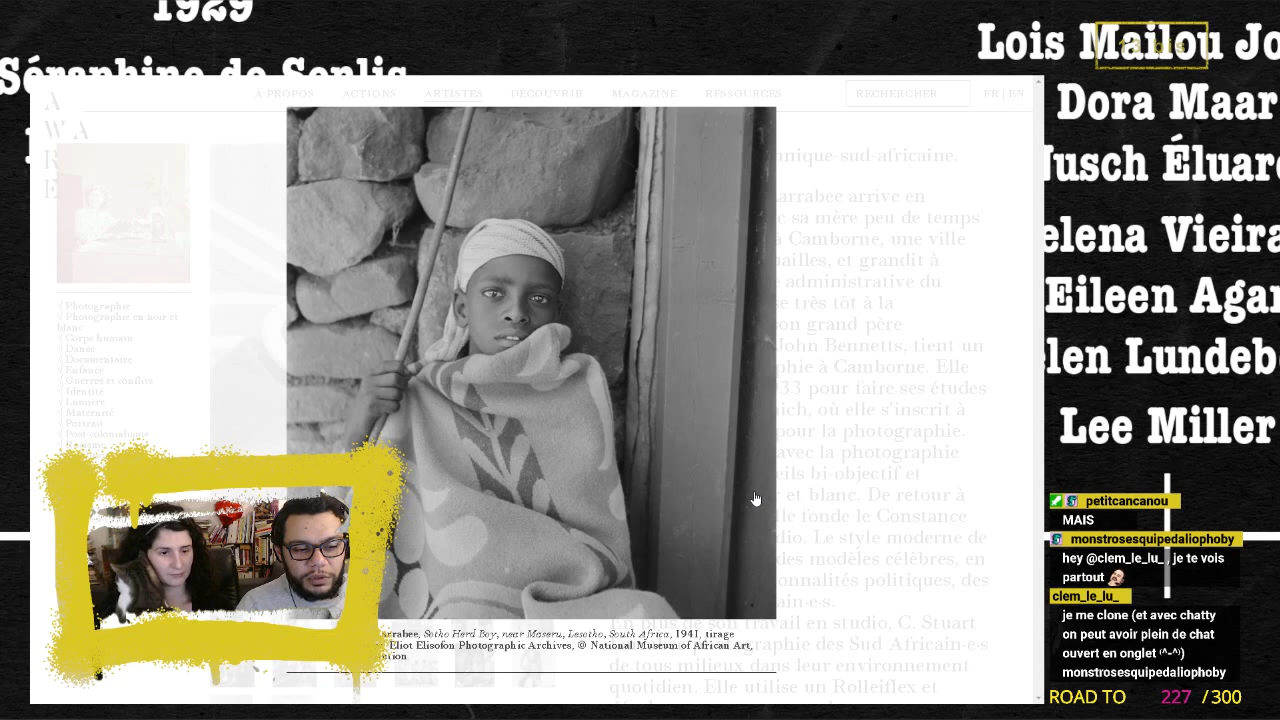 1929
Séraphine de Senlis
Lois Mailou Jo
Dora Maar
Nusch Éluard
elena Vieira
Eileen Agar
elen Lundeb
Lee Miller
A
WA
R
E
À PROPOS
ACTIONS
ARTISTES
DÉCOUVRIR
MAGAZINE
RESSOURCES
RECHERCHER
FR | EN
√ Photographie
√ Photographie en noir et
blanc
√ Corps humain
√ Danse
√ Documentaire
√ Enfance
√ Guerres et conflits
√ Identité
√ Lumière
√ Maternité
√ Portrait
√ Post-colonialisme
nnique-sud-africaine.
arrabee arrive en
c sa mère peu de temps
à Camborne, une ville
uailles, et grandit à
e administrative du
se très tôt à la
son grand-père
John Bennetts, tient un
phie à Camborne. Elle
33 pour faire ses études
ich, où elle s'inscrit à
pour la photographie.
avec la photographie
eils bi-objectif et
r et blanc. De retour à
lle fonde le Constance
dio. Le style moderne de
des modèles célèbres, en
onnalités politiques, des
ain·e·s.
En plus de son travail en studio, C. Stuart
raphie des Sud-Africain·e·s
de tous milieux dans leur environnement
quotidien. Elle utilise un Rolleiflex et
arrabee, Sotho Herd Boy, near Maseru, Lesotho, South Africa, 1941, tirage
Eliot Elisofon Photographic Archives, © National Museum of African Art,
tion
petitcancanou
MAIS
monstrosesquipedaliophoby
hey @clem_le_lu_ , je te vois
partout
clem_le_lu_
je me clone (et avec chatty
on peut avoir plein de chat
ouvert en onglet (^-^')
monstrosesquipedaliophoby
ROAD TO 227 / 300